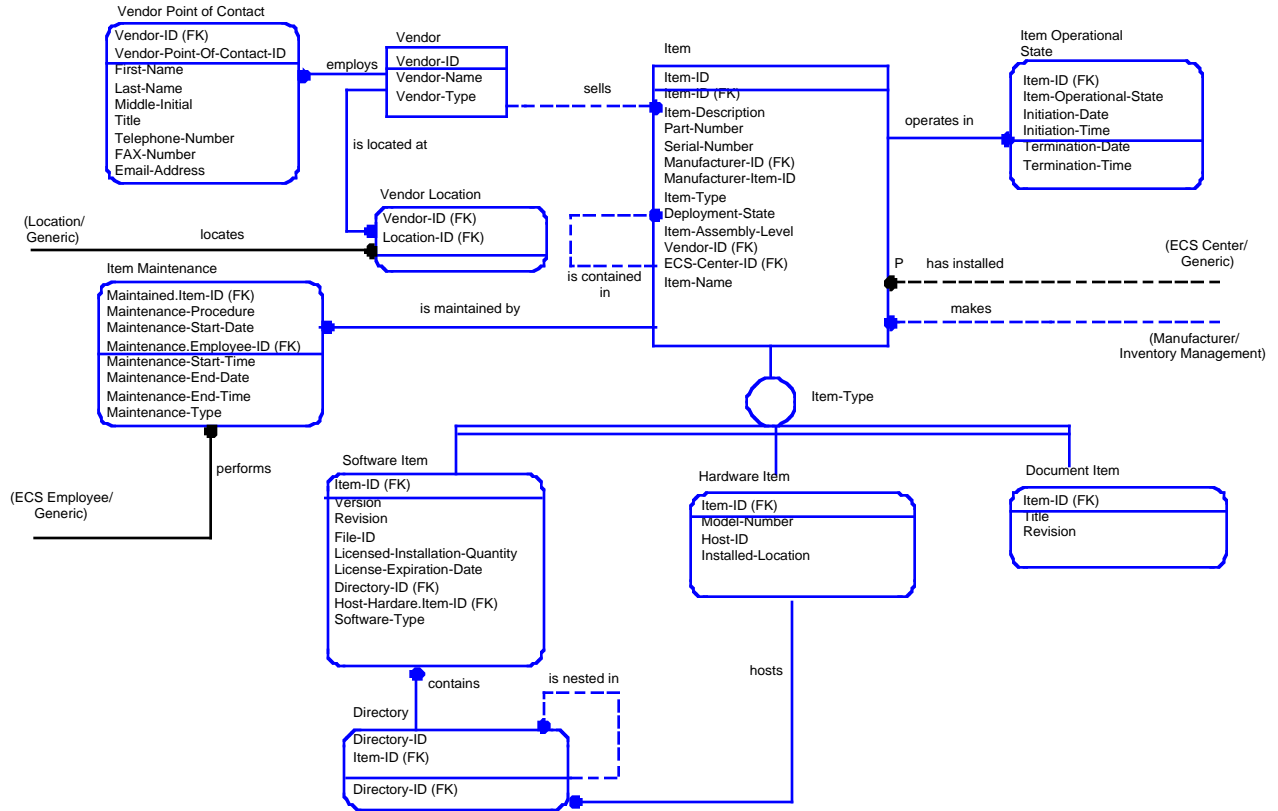 Vendor Point of Contact
Vendor-ID (FK)
Vendor-Point-Of-Contact-ID
First-Name
Last-Name
Middle-Initial
Title
Telephone-Number
FAX-Number
Email-Address
employs
Vendor
Vendor-ID
Vendor-Name
Vendor-Type
sells
is located at
Item
Item-ID
Item-ID (FK)
Item-Description
Part-Number
Serial-Number
Manufacturer-ID (FK)
Manufacturer-Item-ID
Item-Type
Deployment-State
Item-Assembly-Level
Vendor-ID (FK)
ECS-Center-ID (FK)
Item-Name
operates in
Item Operational
State
Item-ID (FK)
Item-Operational-State
Initiation-Date
Initiation-Time
Termination-Date
Termination-Time
Vendor Location
Vendor-ID (FK)
Location-ID (FK)
(Location/
Generic)
locates
is contained
in
P
has installed
(ECS Center/
Generic)
makes
(Manufacturer/
Inventory Management)
Item Maintenance
Maintained.Item-ID (FK)
Maintenance-Procedure
Maintenance-Start-Date
Maintenance.Employee-ID (FK)
Maintenance-Start-Time
Maintenance-End-Date
Maintenance-End-Time
Maintenance-Type
is maintained by
Item-Type
performs
(ECS Employee/
Generic)
Software Item
Item-ID (FK)
Version
Revision
File-ID
Licensed-Installation-Quantity
License-Expiration-Date
Directory-ID (FK)
Host-Hardare.Item-ID (FK)
Software-Type
Hardware Item
Item-ID (FK)
Model-Number
Host-ID
Installed-Location
Document Item
Item-ID (FK)
Title
Revision
contains
is nested in
hosts
Directory
Directory-ID
Item-ID (FK)
Directory-ID (FK)